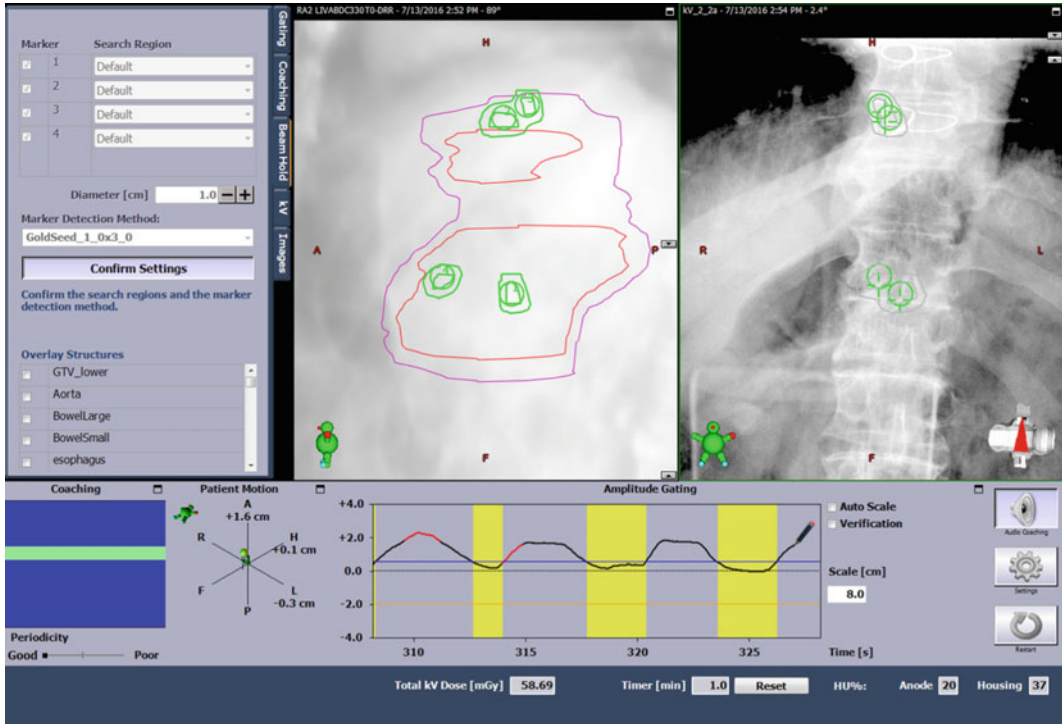 RA2 LIVABDC330T0-DRR - 7/13/2016 2:52 PM - 89°
kV_2_2a - 7/13/2016 2:54 PM - 2.4°
Marker Search Region
1 Default
2 Default
3 Default
4 Default
Diameter [cm] 1.0
Marker Detection Method:
GoldSeed_1_0x3_0
Confirm Settings
Confirm the search regions and the marker
detection method.
Overlay Structures
GTV_lower
Aorta
BowelLarge
BowelSmall
esophagus
Gating
Coaching
Beam Hold
kV
Images
H
A
P
F
H
R
L
F
Coaching
Periodicity
Good Poor
Patient Motion
A
+1.6 cm
R H
+0.1 cm
F L
-0.3 cm
P
Amplitude Gating
+4.0
+2.0
0.0
-2.0
-4.0
310 315 320 325 Time [s]
Auto Scale
Verification
Scale [cm]
8.0
Audio Coaching
Settings
Restart
Total kV Dose [mGy] 58.69 Timer [min] 1.0 Reset HU%: Anode 20 Housing 37